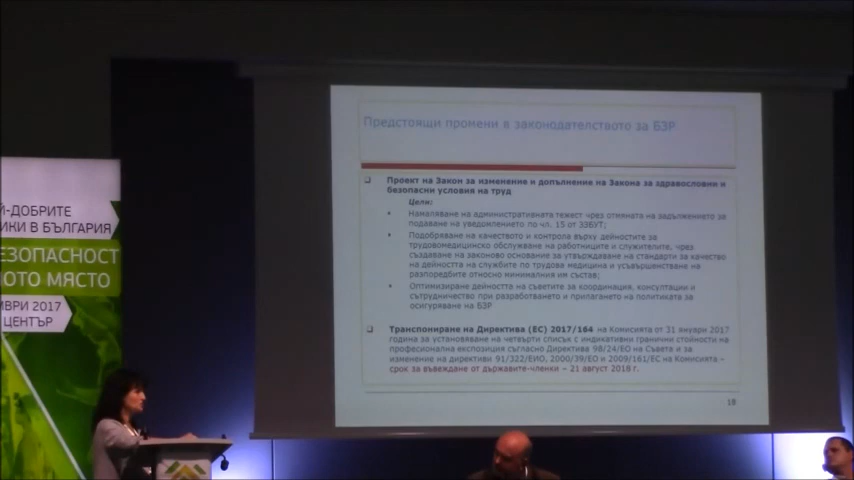 Й-ДОБРИТЕ
ИКИ В БЪЛГАРИЯ
ЕЗОПАСНОСТ
ОТО МЯСТО
МВРИ 2017
ЦЕНТЪР
Предстоящи промени в законодателството за БЗР
Проект на Закон за изменение и допълнение на Закона за здравословни и
безопасни условия на труд
Цели:
Намаляване на административната тежест чрез отмяната на задължението за
подаване на уведомлението по чл. 15 от ЗЗБУТ;
Подобряване на качеството и контрола върху дейностите за
трудовомедицинско обслужване на работниците и служителите, чрез
създаване на законово основание за утвърждаване на стандарти за качество
на дейността на службите по трудова медицина и усъвършенстване на
разпоредбите относно минималния им състав;
Оптимизиране дейността на съветите за координация, консултации и
сътрудничество при разработването и прилагането на политиката за
осигуряване на БЗР
Транспониране на Директива (ЕС) 2017/164 на Комисията от 31 януари 2017
година за установяване на четвърти списък с индикативни гранични стойности на
професионална експозиция съгласно Директива 98/24/ЕО на Съвета и за
изменение на директиви 91/322/ЕИО, 2000/39/ЕО и 2009/161/ЕС на Комисията –
срок за въвеждане от държавите-членки – 21 август 2018 г.